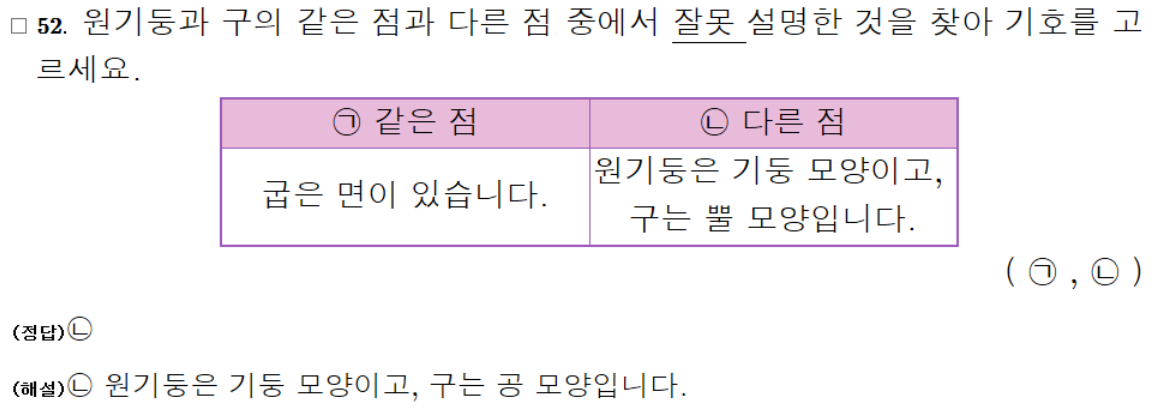 □ 52. 원기둥과 구의 같은 점과 다른 점 중에서 잘못 설명한 것을 찾아 기호를 고
르세요.
㉠ 같은 점 ㉡ 다른 점
굽은 면이 있습니다. 원기둥은 기둥 모양이고,
구는 뿔 모양입니다.
( ㉠ , ㉡ )
(정답)㉡
(해설)㉡ 원기둥은 기둥 모양이고, 구는 공 모양입니다.